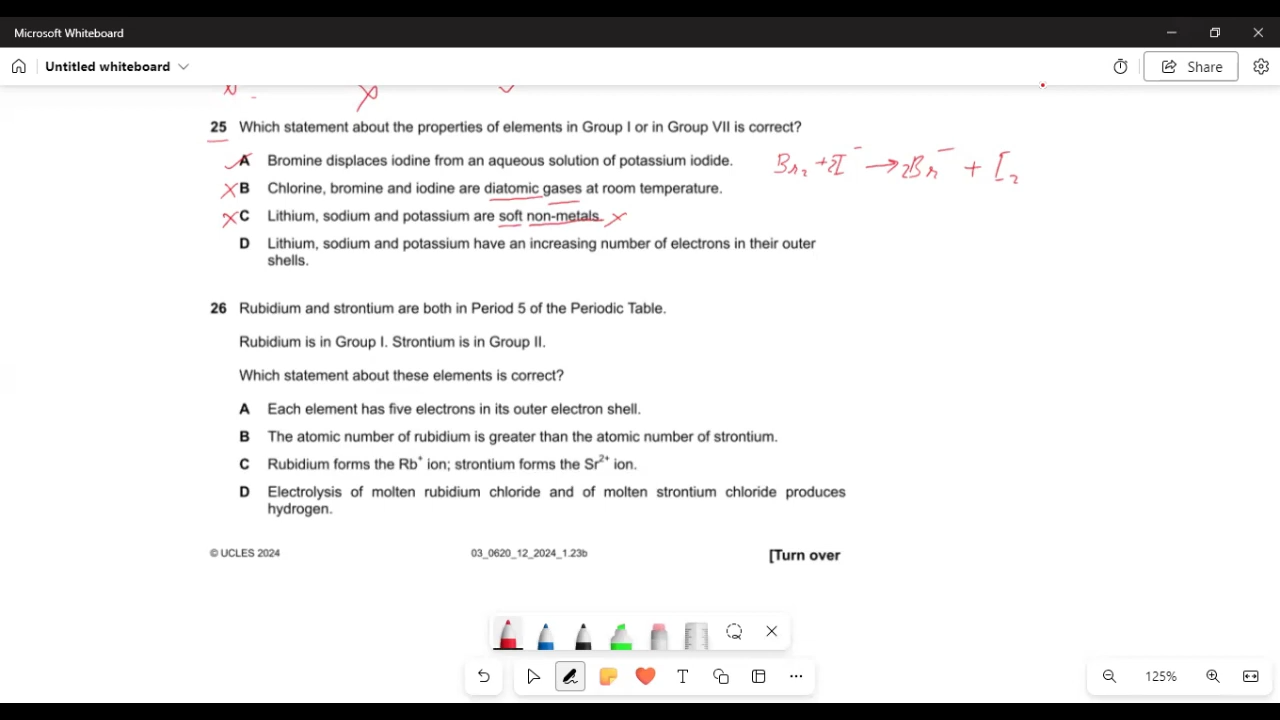 Microsoft Whiteboard
Untitled whiteboard
Share
25 Which statement about the properties of elements in Group I or in Group VII is correct?
A Bromine displaces iodine from an aqueous solution of potassium iodide.
Br₂ + 2I⁻ → 2Br⁻ + I₂
B Chlorine, bromine and iodine are diatomic gases at room temperature.
C Lithium, sodium and potassium are soft non-metals.
D Lithium, sodium and potassium have an increasing number of electrons in their outer
shells.
26 Rubidium and strontium are both in Period 5 of the Periodic Table.
Rubidium is in Group I. Strontium is in Group II.
Which statement about these elements is correct?
A Each element has five electrons in its outer electron shell.
B The atomic number of rubidium is greater than the atomic number of strontium.
C Rubidium forms the Rb⁺ ion; strontium forms the Sr²⁺ ion.
D Electrolysis of molten rubidium chloride and of molten strontium chloride produces
hydrogen.
© UCLES 2024
03_0620_12_2024_1.23b
[Turn over
125%